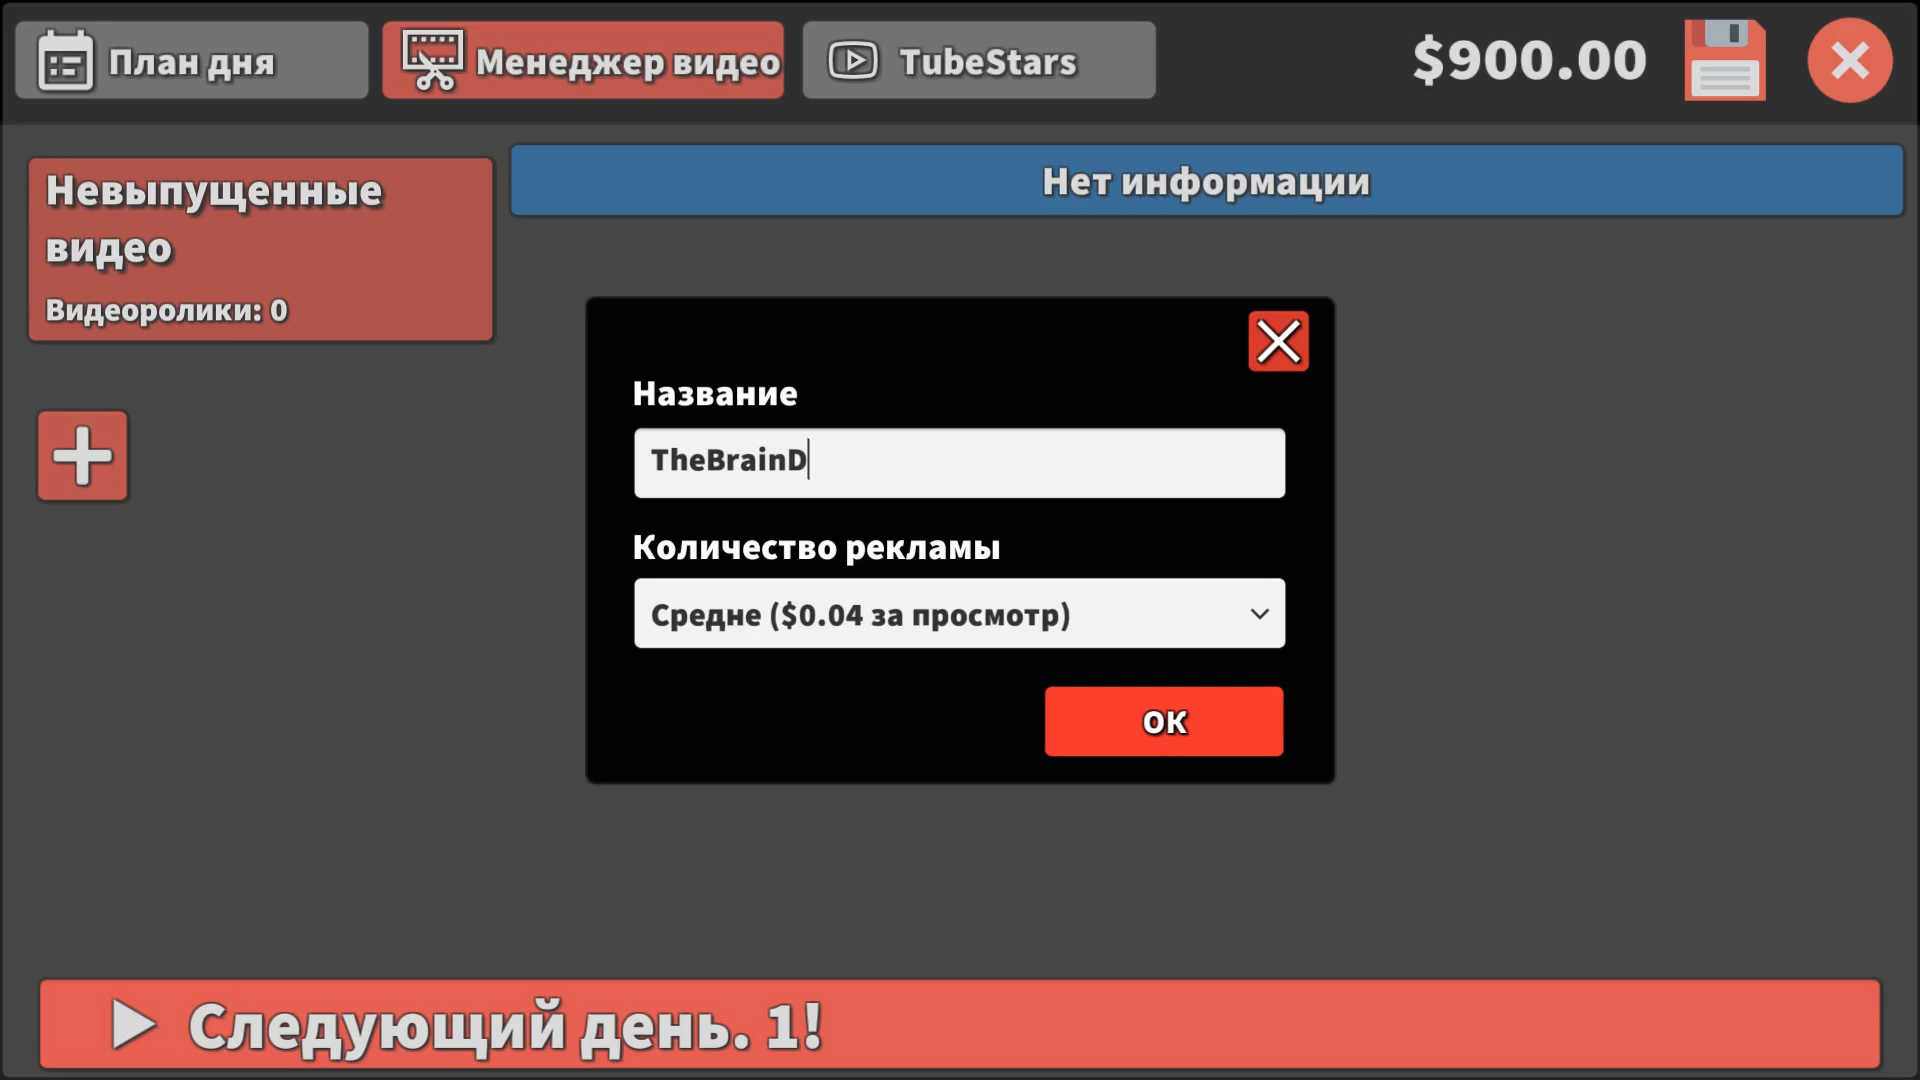 План дня
Менеджер видео
TubeStars
$900.00
Невыпущенные
видео
Видеоролики: 0
Нет информации
Название
TheBrainD
Количество рекламы
Средне ($0.04 за просмотр)
ОК
Следующий день. 1!